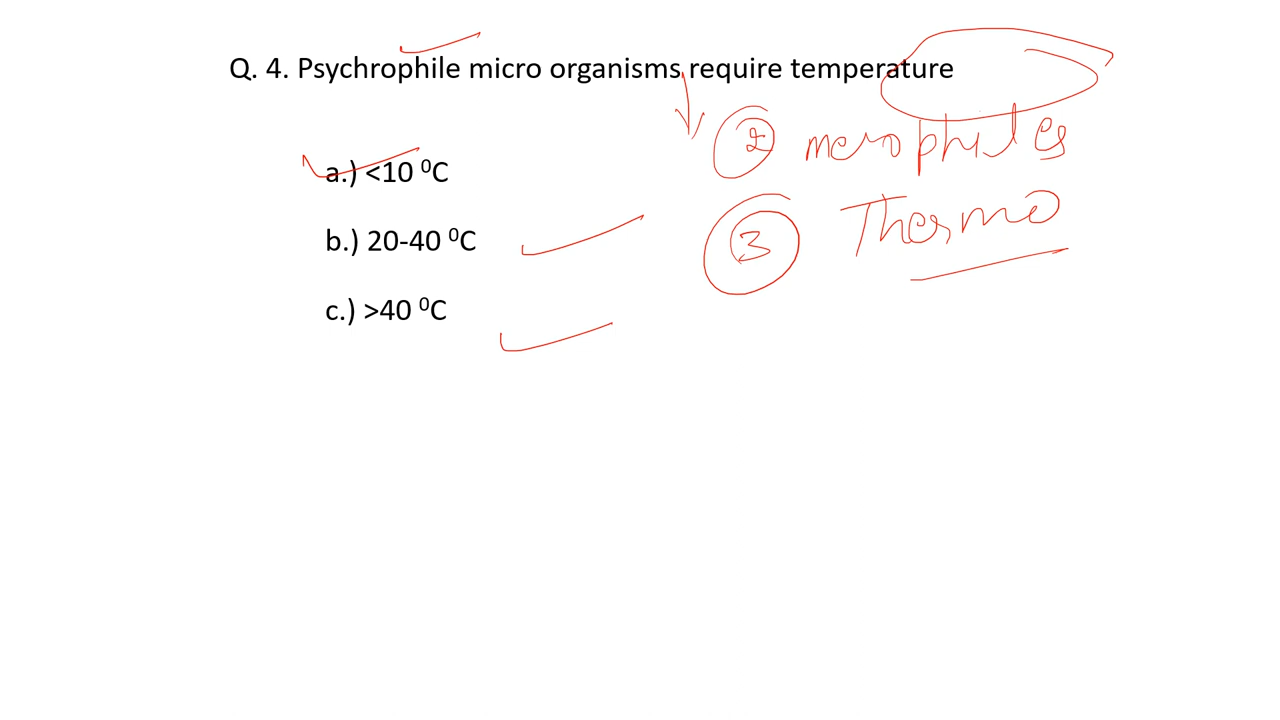 Q. 4. Psychrophile micro organisms require temperature
② mesophiles
a.) <10 ⁰C
③ Thermo
b.) 20-40 ⁰C
c.) >40 ⁰C